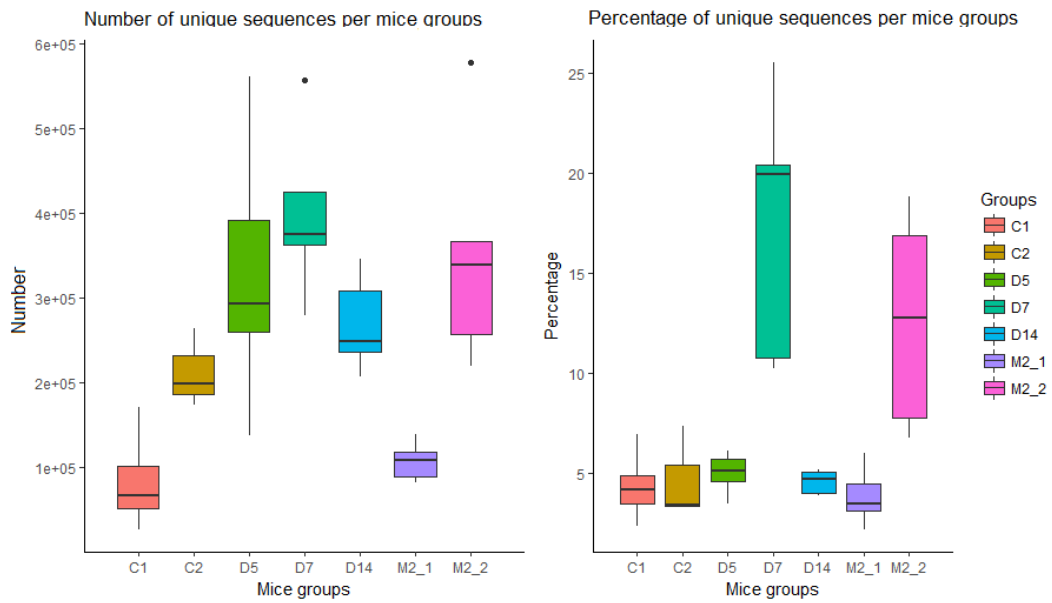 Number of unique sequences per mice groups
Number
6e+05
5e+05
4e+05
3e+05
2e+05
1e+05
C1 C2 D5 D7 D14 M2_1 M2_2
Mice groups
Percentage of unique sequences per mice groups
Percentage
25
20
15
10
5
C1 C2 D5 D7 D14 M2_1 M2_2
Mice groups
Groups
C1
C2
D5
D7
D14
M2_1
M2_2